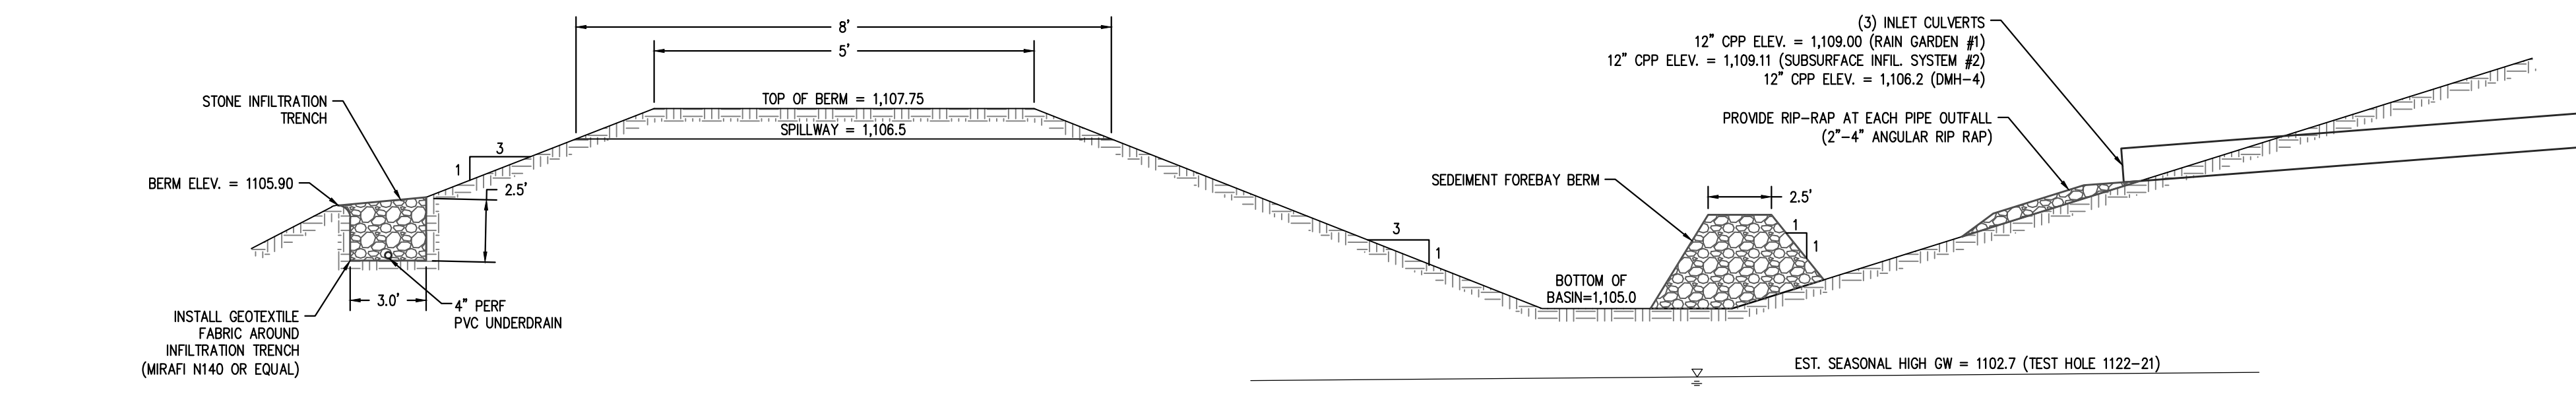 8'
5'
TOP OF BERM = 1,107.75
SPILLWAY = 1,106.5
STONE INFILTRATION
TRENCH
3
1
2.5'
BERM ELEV. = 1105.90
3.0'
4" PERF
PVC UNDERDRAIN
INSTALL GEOTEXTILE
FABRIC AROUND
INFILTRATION TRENCH
(MIRAFI N140 OR EQUAL)
3
1
BOTTOM OF
BASIN=1,105.0
SEDEIMENT FOREBAY BERM
2.5'
1
1
(3) INLET CULVERTS
12" CPP ELEV. = 1,109.00 (RAIN GARDEN #1)
12" CPP ELEV. = 1,109.11 (SUBSURFACE INFIL. SYSTEM #2)
12" CPP ELEV. = 1,106.2 (DMH-4)
PROVIDE RIP-RAP AT EACH PIPE OUTFALL
(2"-4" ANGULAR RIP RAP)
EST. SEASONAL HIGH GW = 1102.7 (TEST HOLE 1122-21)